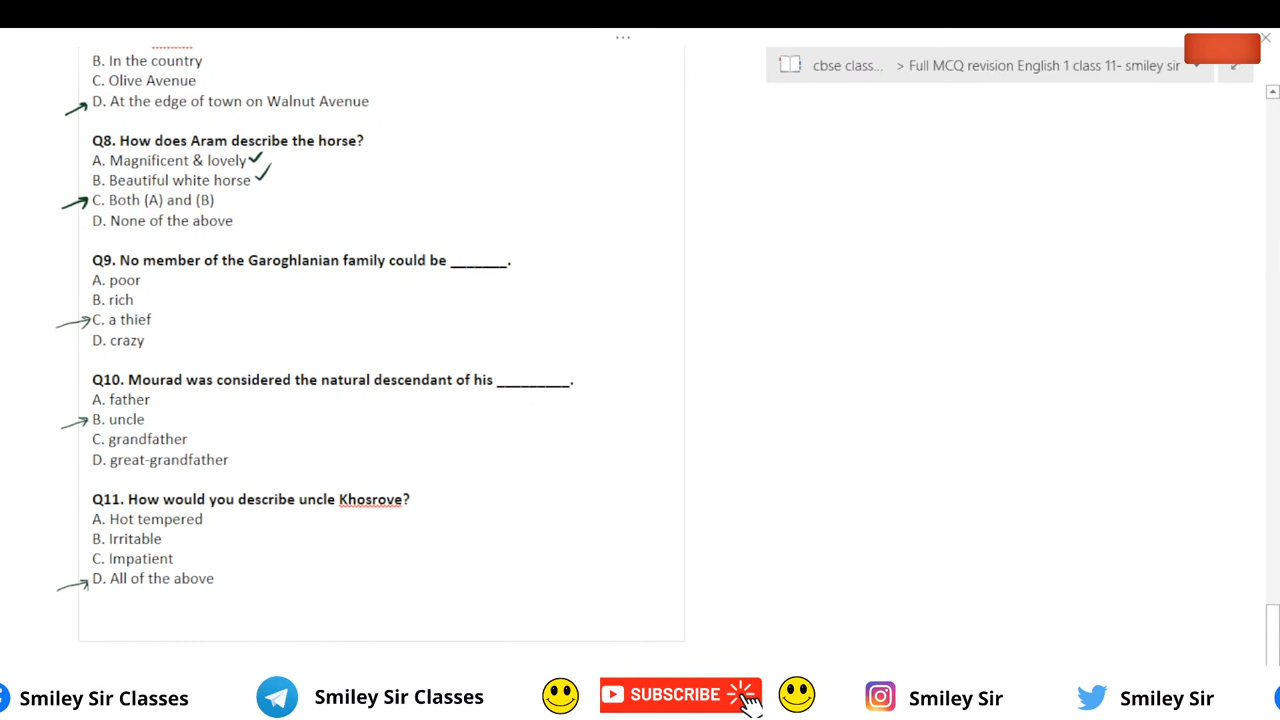 B. In the country
C. Olive Avenue
D. At the edge of town on Walnut Avenue
Q8. How does Aram describe the horse?
A. Magnificent & lovely
B. Beautiful white horse
C. Both (A) and (B)
D. None of the above
Q9. No member of the Garoghlanian family could be _______.
A. poor
B. rich
C. a thief
D. crazy
Q10. Mourad was considered the natural descendant of his _________.
A. father
B. uncle
C. grandfather
D. great-grandfather
Q11. How would you describe uncle Khosrove?
A. Hot tempered
B. Irritable
C. Impatient
D. All of the above
cbse class... > Full MCQ revision English 1 class 11- smiley sir
Smiley Sir Classes Smiley Sir Classes SUBSCRIBE Smiley Sir Smiley Sir